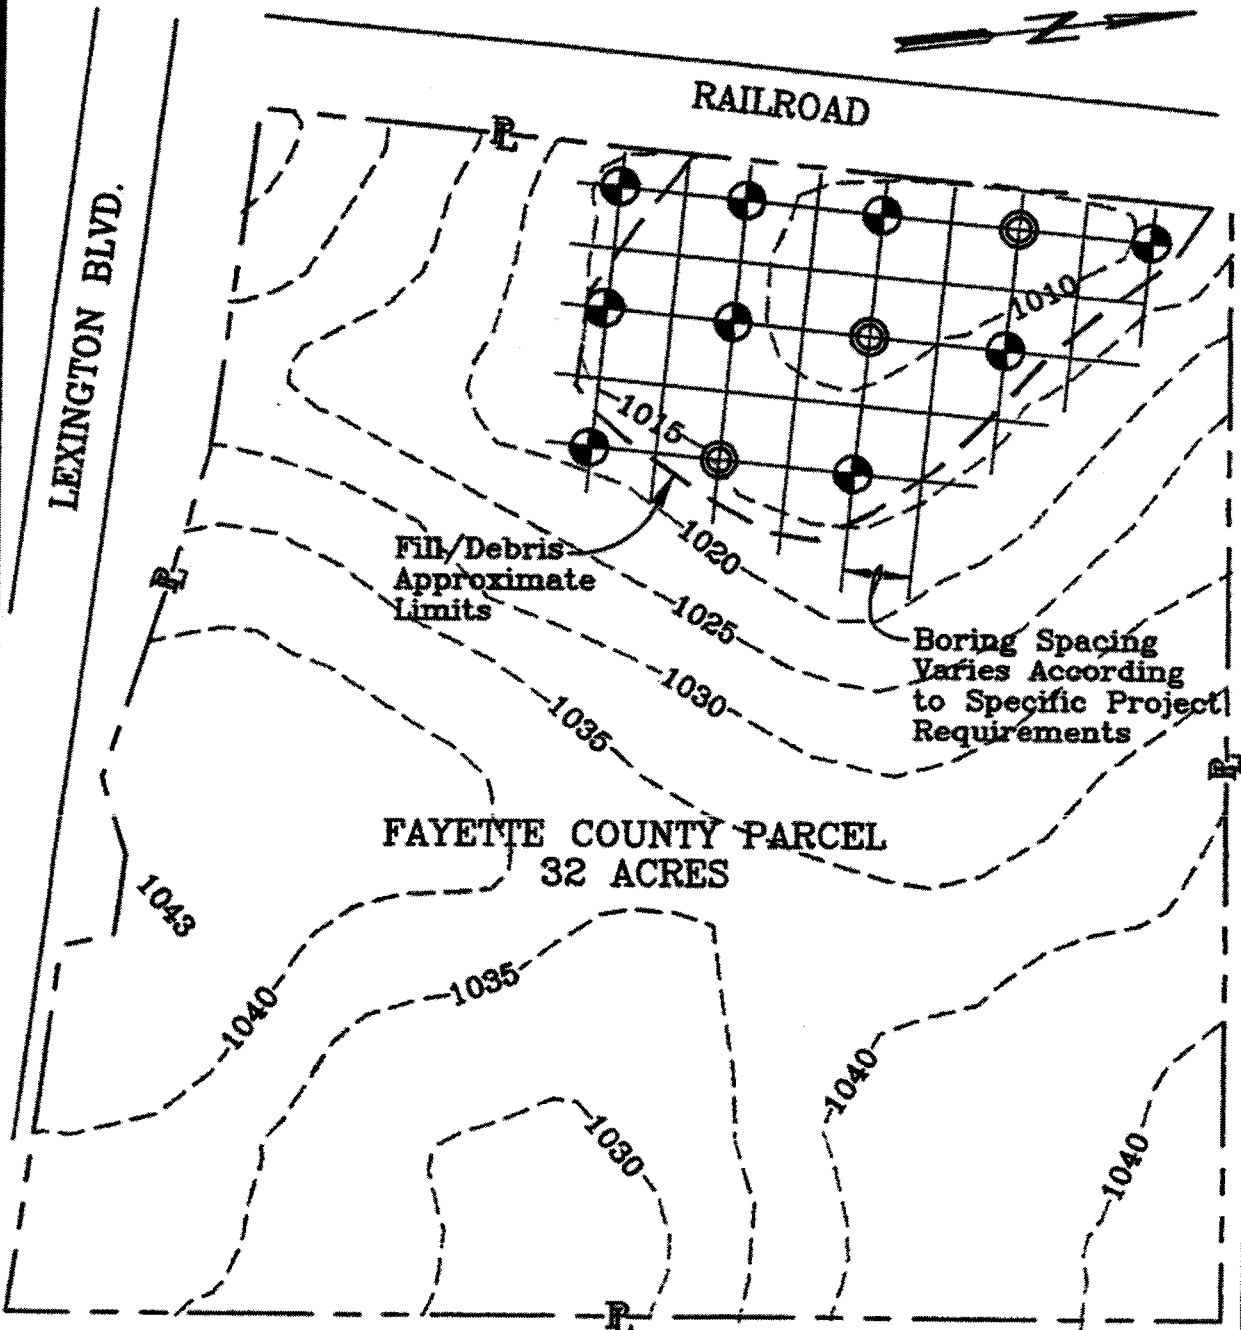 N
RAILROAD
PL
LEXINGTON BLVD.
1010
1015
Fill/Debris
Approximate
Limits
1020
PL
1025
Boring Spacing
Varies According
to Specific Project
Requirements
1030
1035
PL
FAYETTE COUNTY PARCEL
32 ACRES
1043
1035
1040
1040
1030
1040
PL